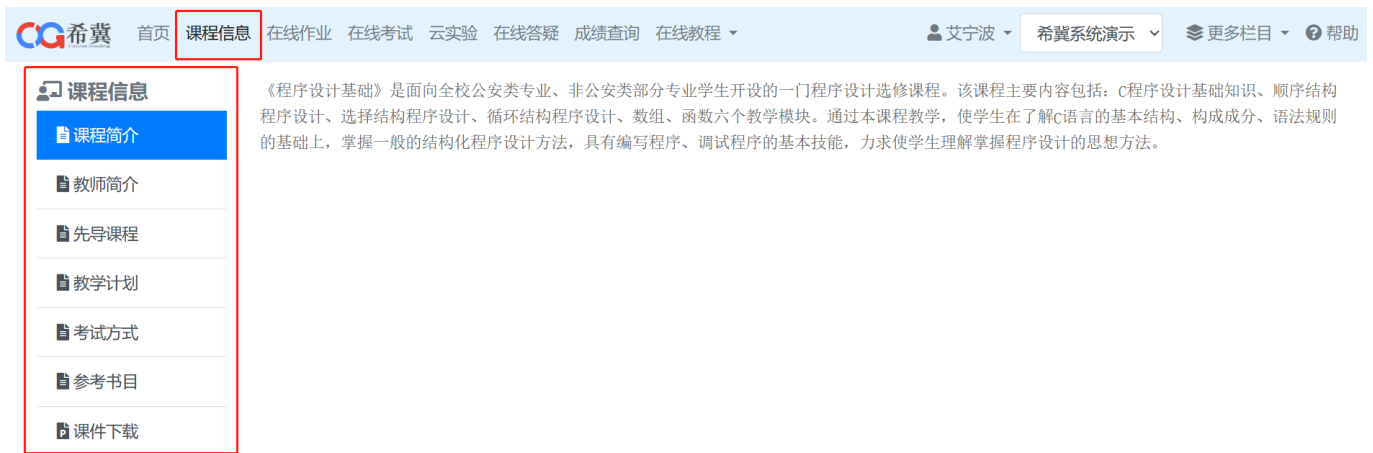 CG希冀 首页 课程信息 在线作业 在线考试 云实验 在线答疑 成绩查询 在线教程 艾宁波 希冀系统演示 更多栏目 帮助
Course Grading
课程信息
课程简介
教师简介
先导课程
教学计划
考试方式
参考书目
课件下载
《程序设计基础》是面向全校公安类专业、非公安类部分专业学生开设的一门程序设计选修课程。该课程主要内容包括：C程序设计基础知识、顺序结构
程序设计、选择结构程序设计、循环结构程序设计、数组、函数六个教学模块。通过本课程教学，使学生在了解C语言的基本结构、构成成分、语法规则
的基础上，掌握一般的结构化程序设计方法，具有编写程序、调试程序的基本技能，力求使学生理解掌握程序设计的思想方法。